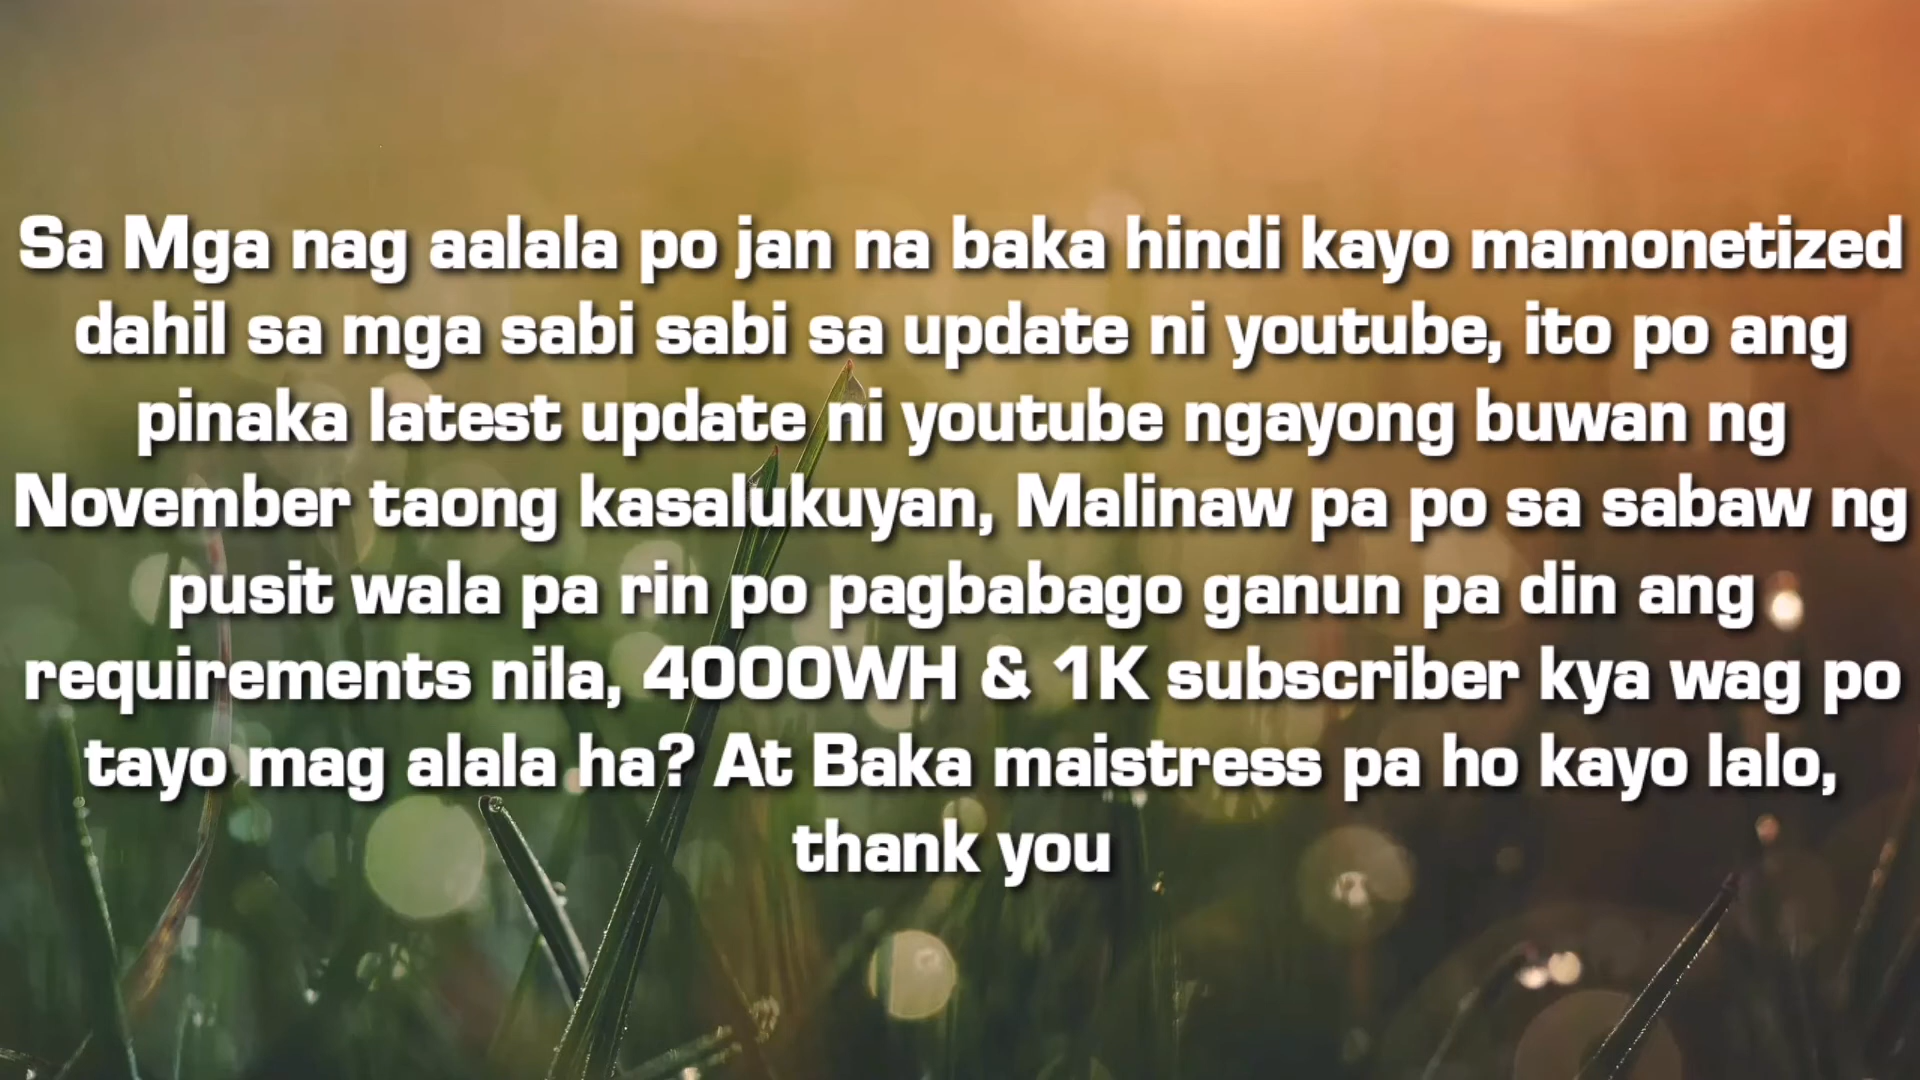 Sa Mga nag aalala po jan na baka hindi kayo mamonetized
dahil sa mga sabi sabi sa update ni youtube, ito po ang
pinaka latest update ni youtube ngayong buwan ng
November taong kasalukuyan, Malinaw pa po sa sabaw ng
pusit wala pa rin po pagbabago ganun pa din ang
requirements nila, 4000WH & 1K subscriber kya wag po
tayo mag alala ha? At Baka maistress pa ho kayo lalo,
thank you